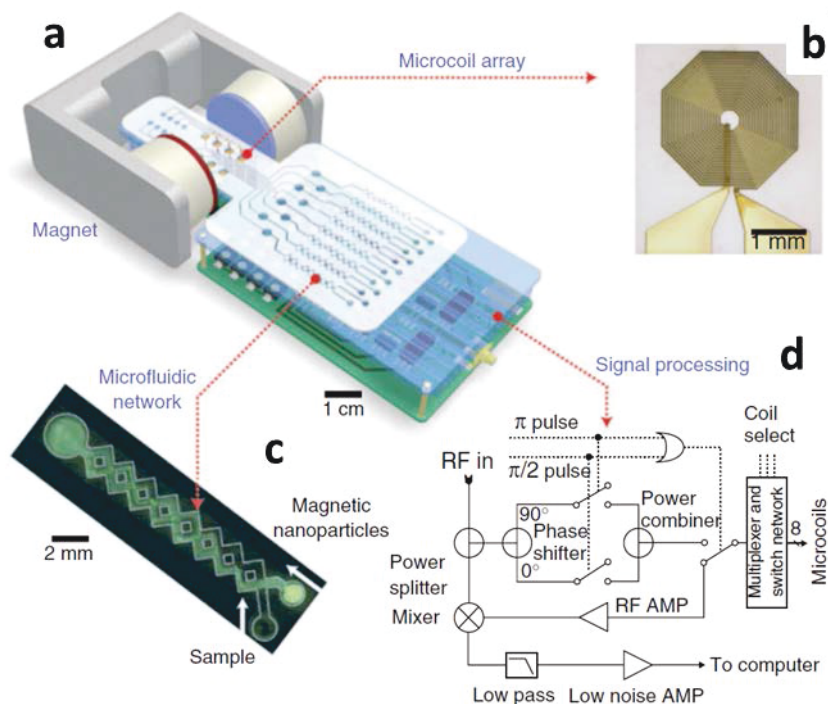 a
Microcoil array
b
1 mm
Magnet
Microfluidic
network
1 cm
Signal processing
d
c
2 mm
Magnetic
nanoparticles
Sample
π pulse
π/2 pulse
RF in
Coil
select
90°
Phase
shifter
0°
Power
combiner
Power
splitter
Mixer
RF AMP
Multiplexer and
switch network
8
Microcoils
Low pass
Low noise AMP
To computer